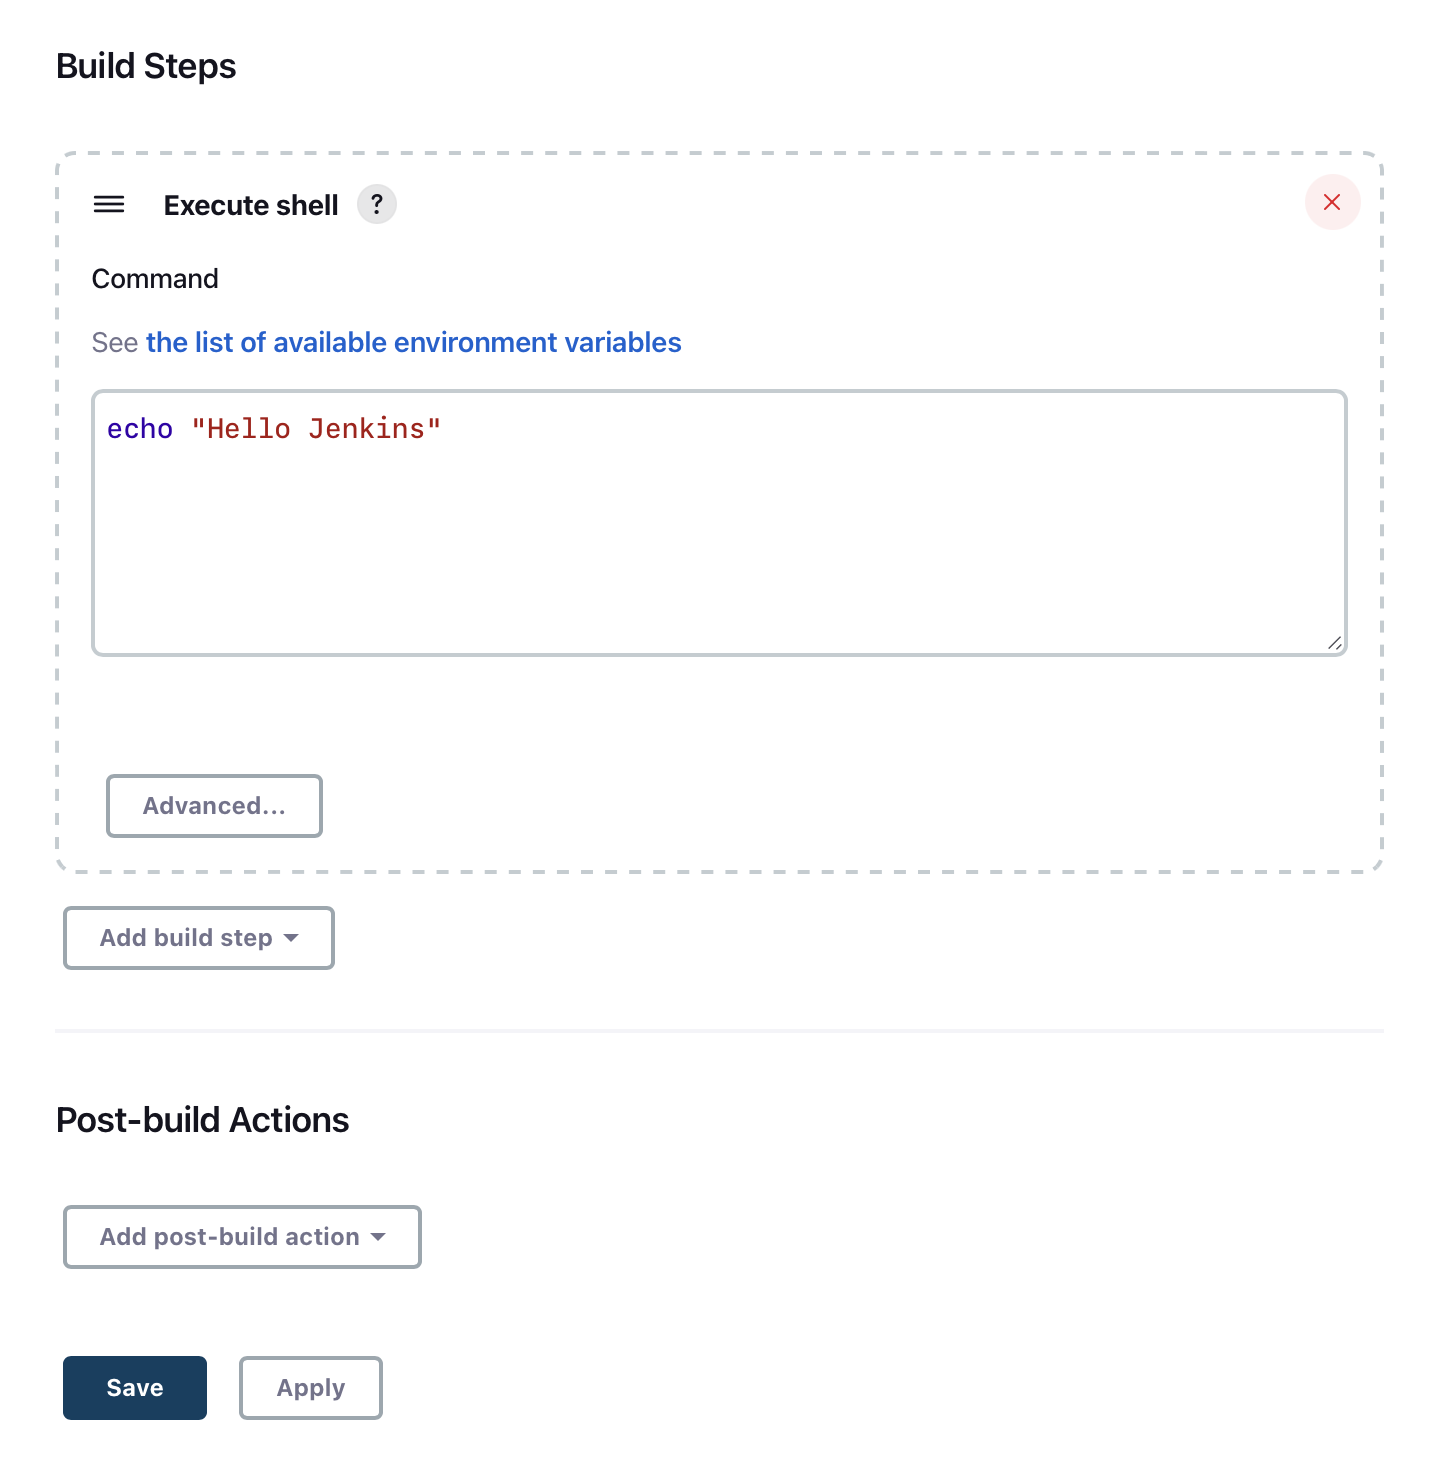 Build Steps
Execute shell ?
Command
See the list of available environment variables
echo "Hello Jenkins"
Advanced...
Add build step
Post-build Actions
Add post-build action
Save Apply